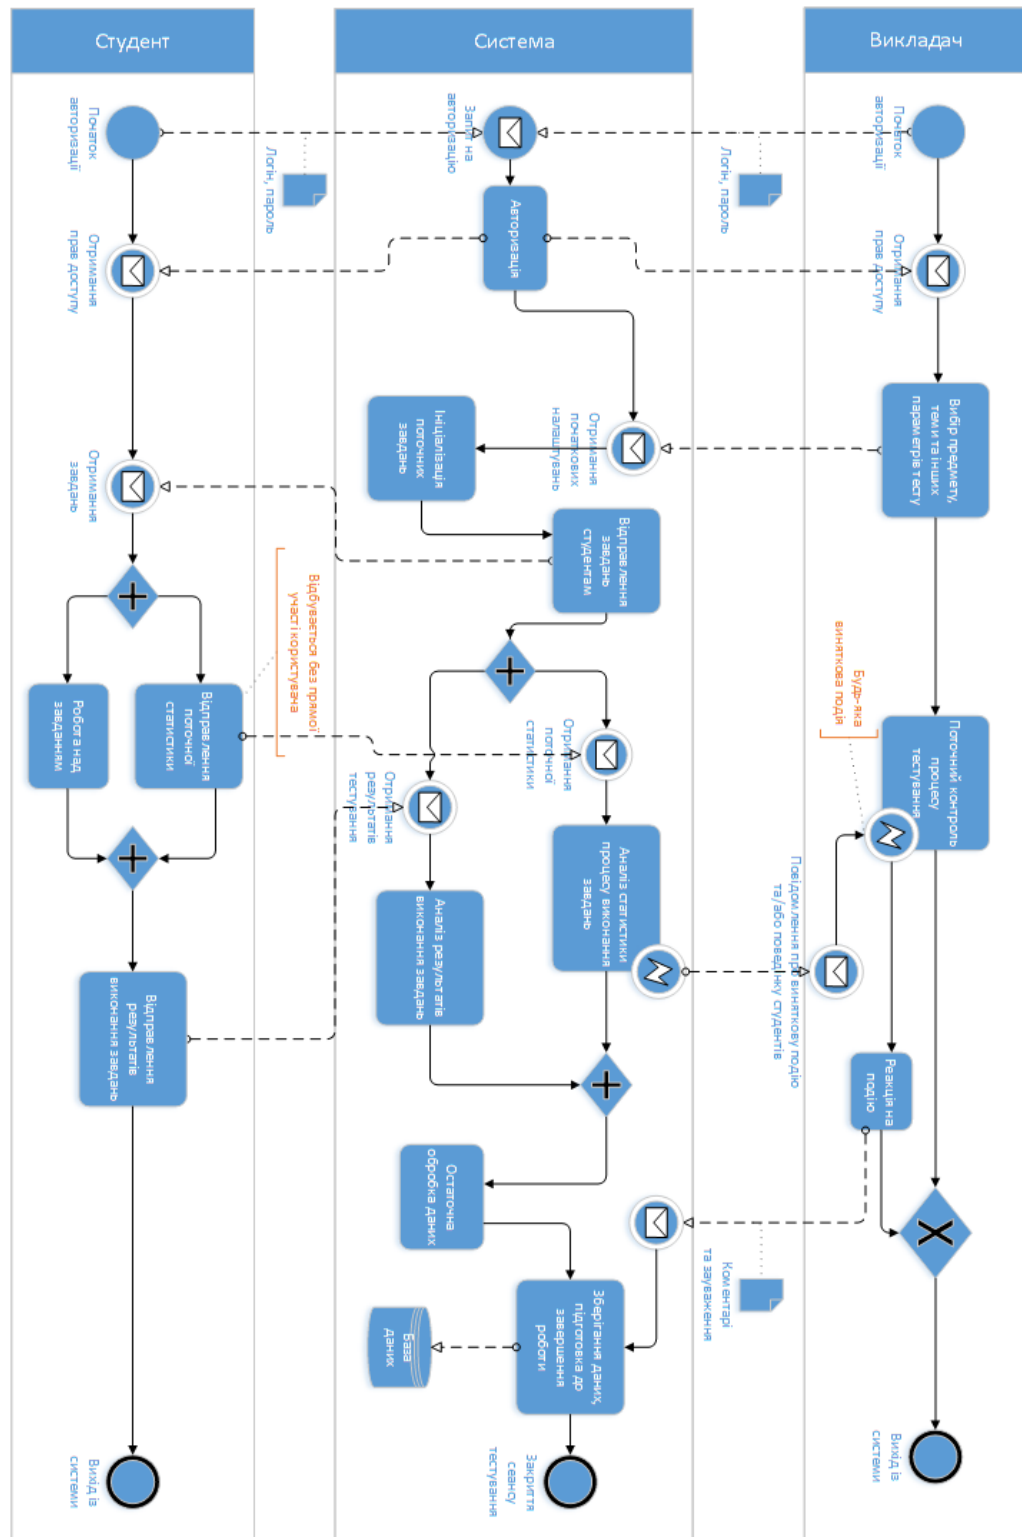 Студент
Система
Викладач
Початок
авторизації
Запит на
авторизацію
Початок
авторизації
Логін, пароль
Логін, пароль
Авторизація
Отримання
прав доступу
Отримання
прав доступу
Вибір предмету,
теми та інших
параметрів тесту
Отримання
початкових
налаштувань
Ініціалізація
поточних
завдань
Отримання
завдань
Відправлення
завдань
студентам
Відбувається без прямої
участі користувача
Робота над
завданням
Відправлення
поточної
статистики
Отримання
поточної
статистики
Отримання
результатів
тестування
Будь-яка
виняткова подія
Поточний контроль
процесу
тестування
Аналіз статистики
процесу виконання
завдань
Аналіз результатів
виконання завдань
Повідомлення про виняткову подію
та/або поведінку студентів
Відправлення
результатів
виконання завдань
Реакція на
подію
Остаточна
обробка даних
Коментарі
та зауваження
Зберігання даних,
підготовка до
завершення
роботи
База
даних
Вихід із
системи
Закриття
сеансу
тестування
Вихід із
системи